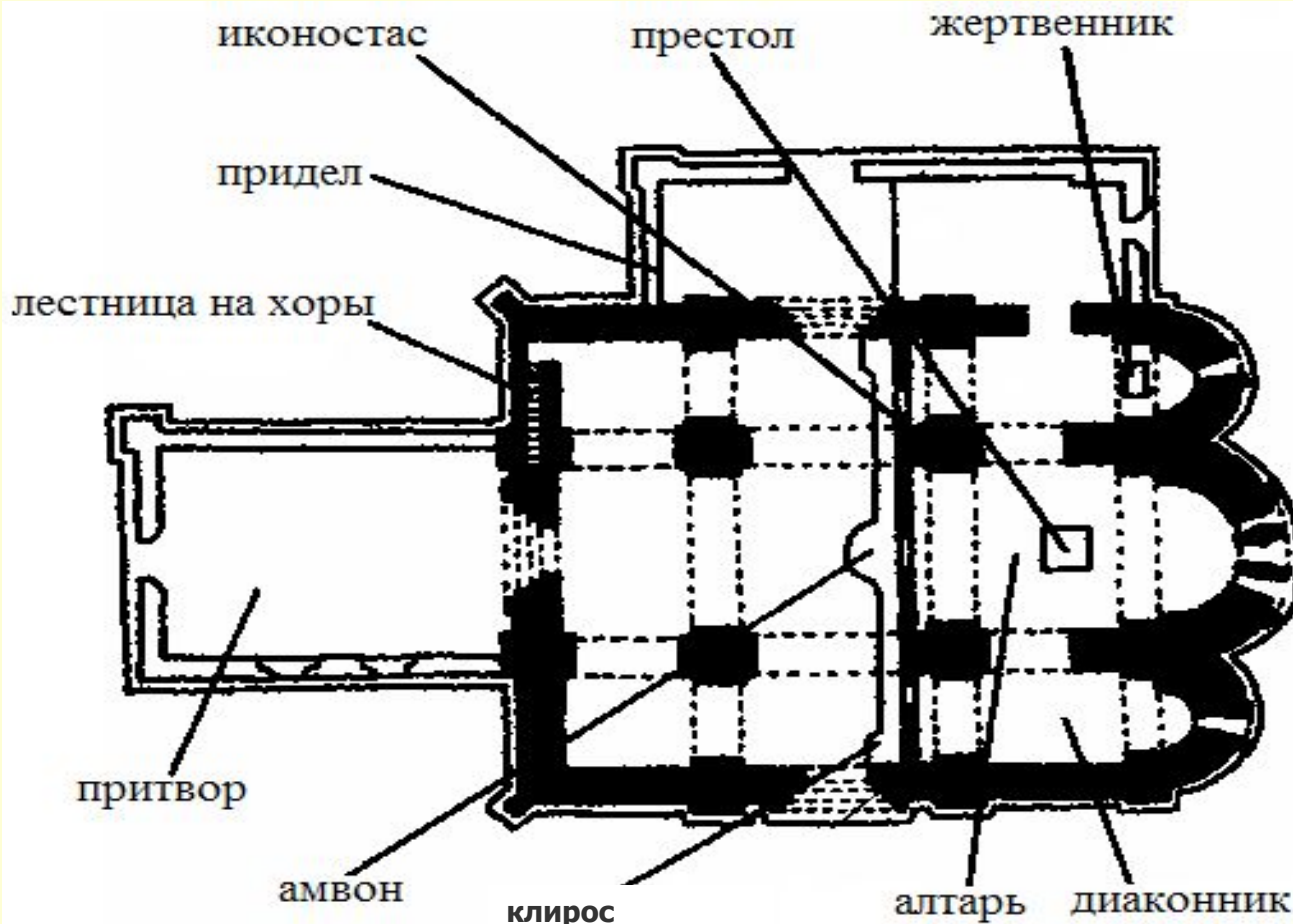 иконостас
престол
жертвенник
придел
лестница на хоры
притвор
амвон
клирос
алтарь
диаконник